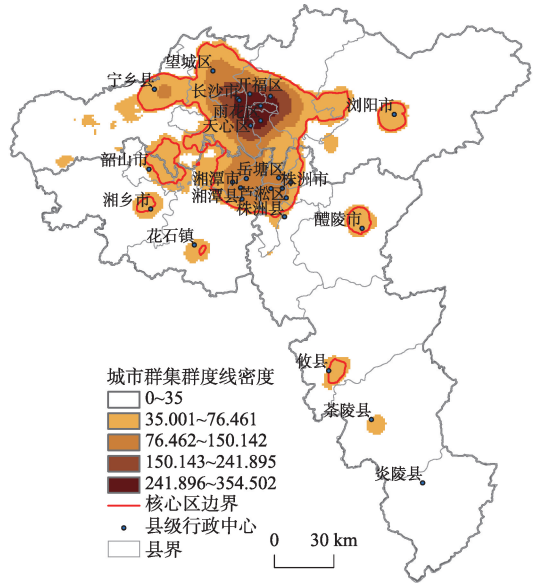 望城区
宁乡县
长沙市
开福区
雨花
天心区
浏阳市
韶山市
岳塘区
湘潭市
株洲市
湘乡市
湘潭县
芦淞区
株洲县
醴陵市
花石镇
攸县
茶陵县
炎陵县
城市群集群度线密度
0~35
35.001~76.461
76.462~150.142
150.143~241.895
241.896~354.502
核心区边界
县级行政中心
县界
0 30 km